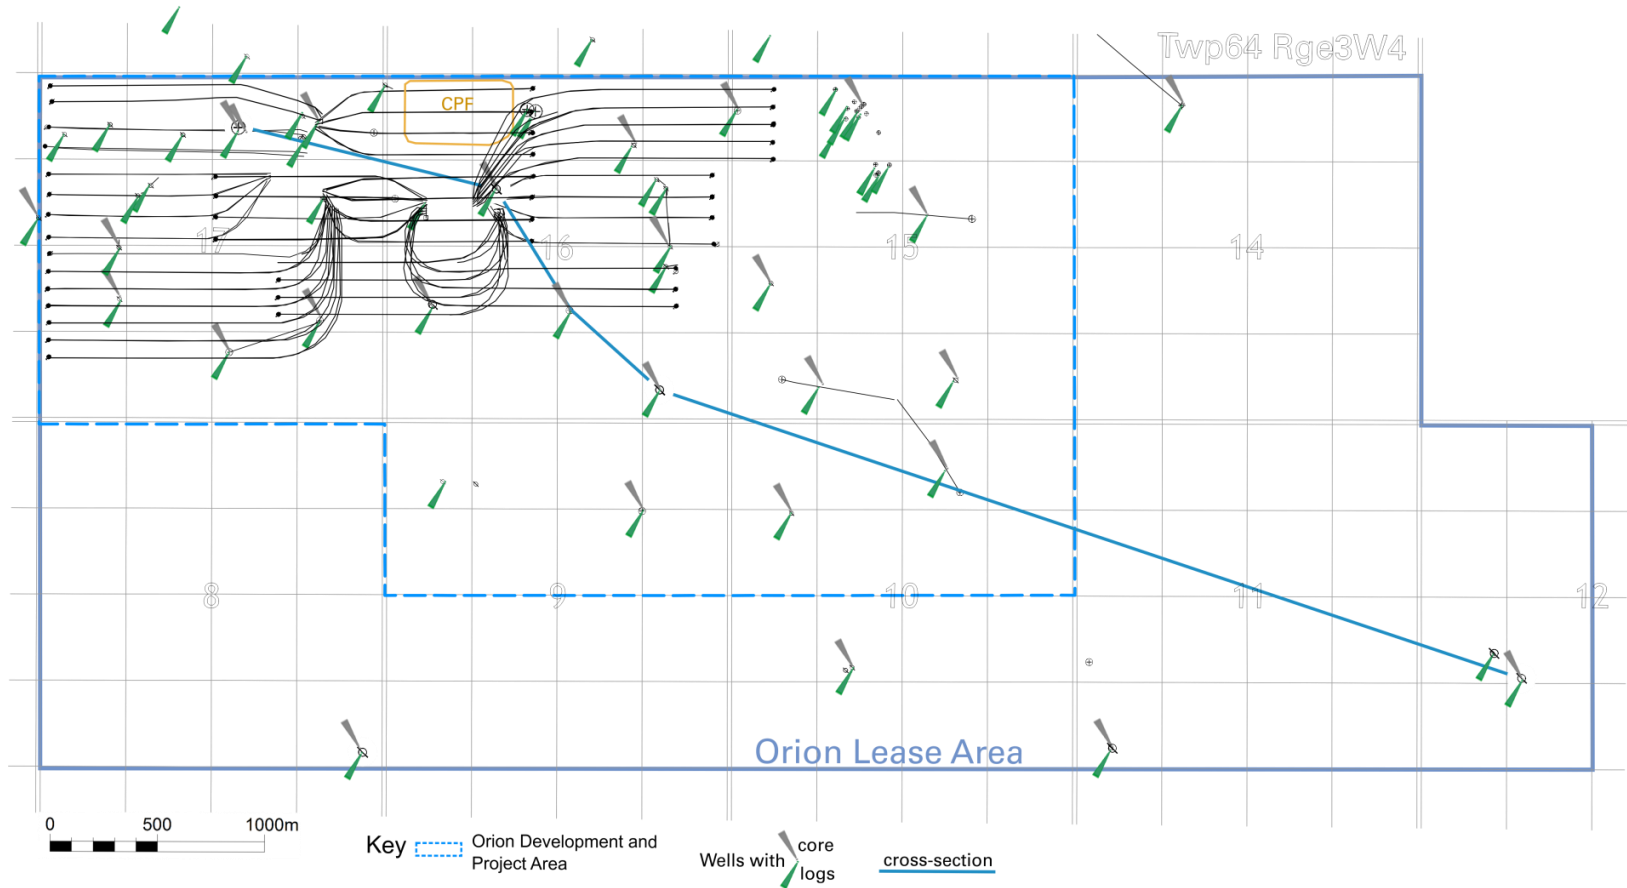 Twp64 Rge3W4
CPF
17
16
15
14
8
9
10
11
12
Orion Lease Area
0 500 1000m
Key
Orion Development and
Project Area
Wells with
core
logs
cross-section